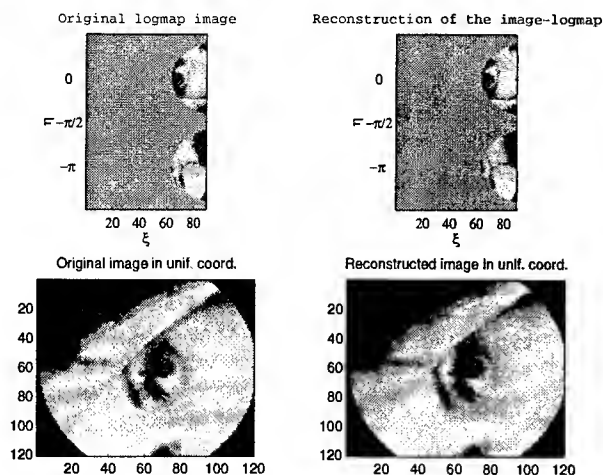 Original logmap image
Reconstruction of the image-logmap
0
η -π/2
-π
20 40 60 80
ξ
0
η -π/2
-π
20 40 60 80
ξ
Original image in unif. coord.
20
40
60
80
100
120
20 40 60 80 100 120
Reconstructed image in unif. coord.
20
40
60
80
100
120
20 40 60 80 100 120